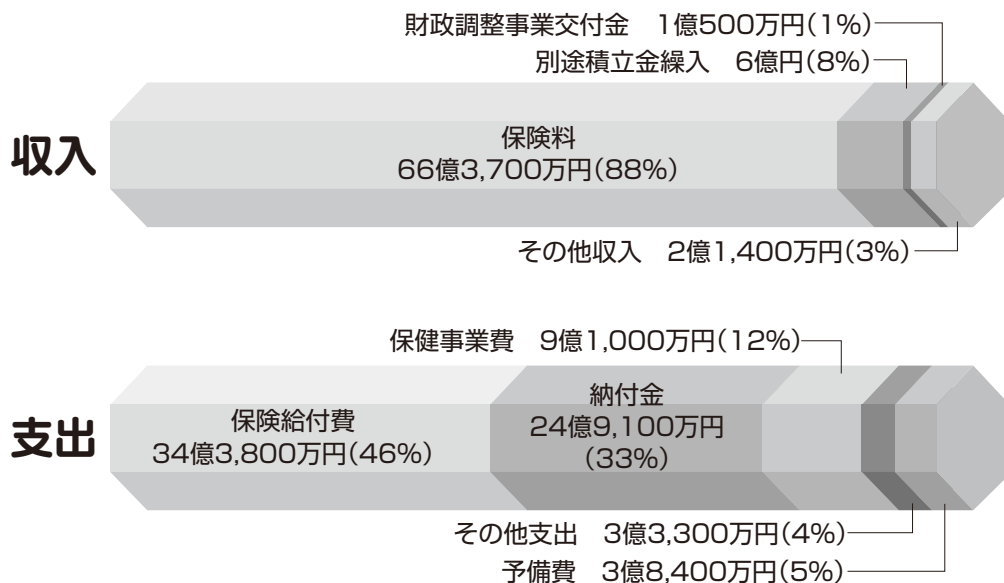 財政調整事業交付金　1億500万円(1%)
別途積立金繰入　6億円(8%)
収入
保険料
66億3,700万円(88%)
その他収入　2億1,400万円(3%)
保健事業費　9億1,000万円(12%)
支出
保険給付費
34億3,800万円(46%)
納付金
24億9,100万円
(33%)
その他支出　3億3,300万円(4%)
予備費　3億8,400万円(5%)